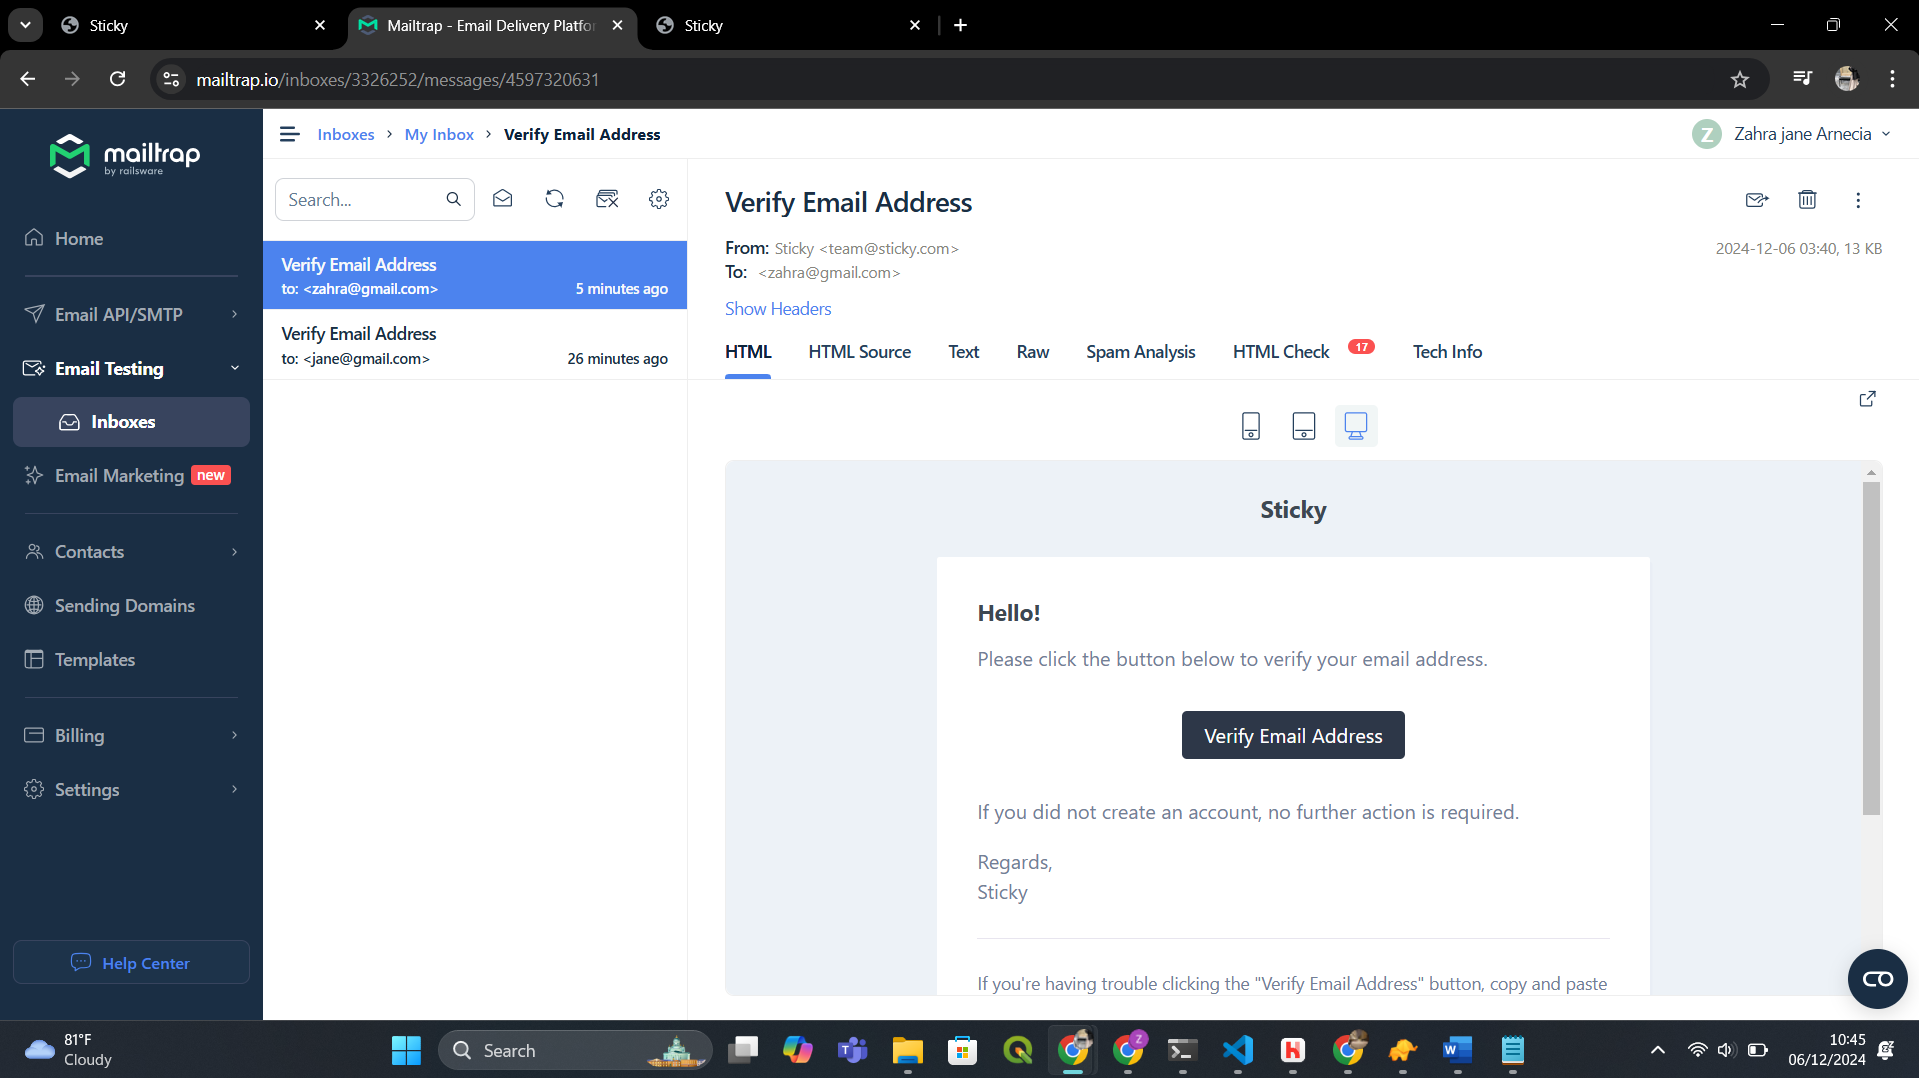 Sticky
Mailtrap - Email Delivery Platfo
Sticky
mailtrap.io/inboxes/3326252/messages/4597320631
mailtrap
by railsware
Home
Email API/SMTP
Email Testing
Inboxes
Email Marketing new
Contacts
Sending Domains
Templates
Billing
Settings
Help Center
Inboxes › My Inbox › Verify Email Address
Z Zahra jane Arnecia
Search...
Verify Email Address
to: <zahra@gmail.com> 5 minutes ago
Verify Email Address
to: <jane@gmail.com> 26 minutes ago
Verify Email Address
From: Sticky <team@sticky.com> 2024-12-06 03:40, 13 KB
To: <zahra@gmail.com>
Show Headers
HTML HTML Source Text Raw Spam Analysis HTML Check 17 Tech Info
Sticky
Hello!
Please click the button below to verify your email address.
Verify Email Address
If you did not create an account, no further action is required.
Regards,
Sticky
If you're having trouble clicking the "Verify Email Address" button, copy and paste
81°F
Cloudy
Search
10:45
06/12/2024